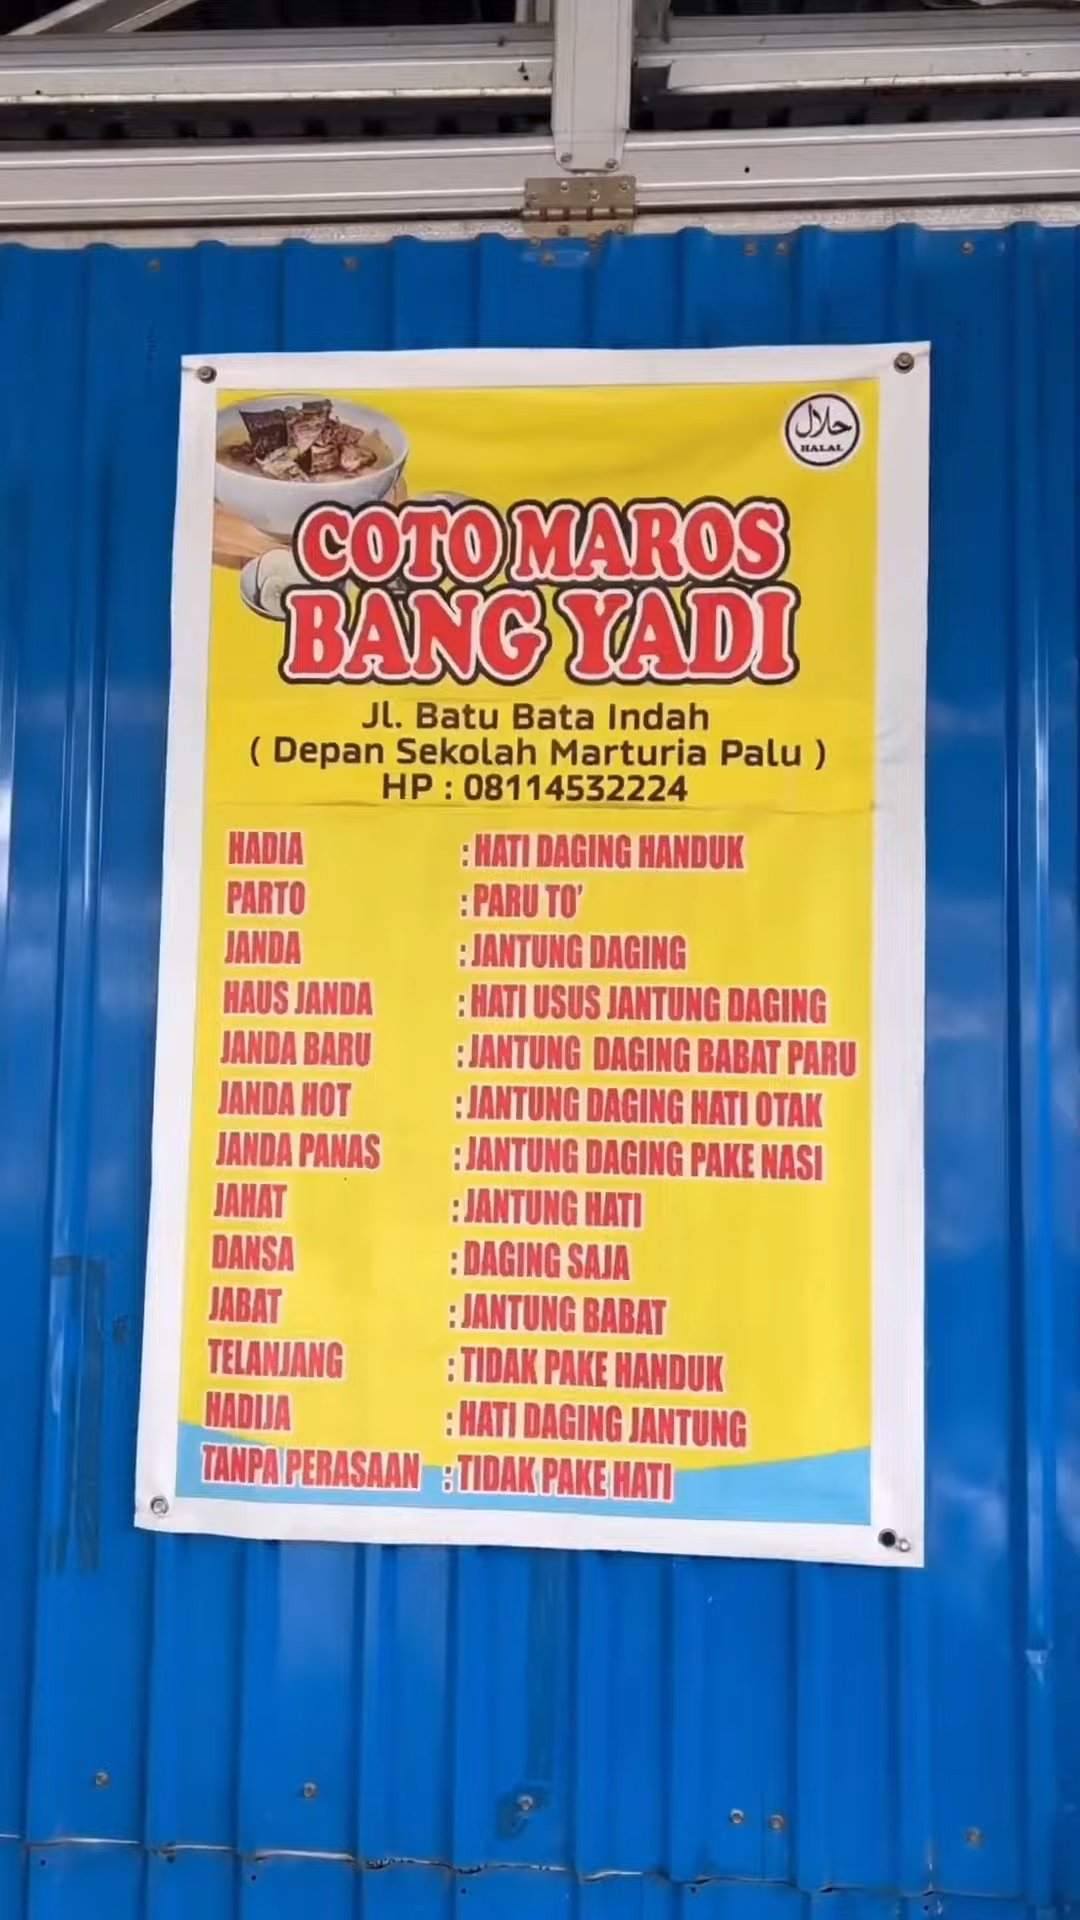 حلال
HALAL
COTO MAROS
BANG YADI
Jl. Batu Bata Indah
( Depan Sekolah Marturia Palu )
HP : 08114532224
HADIA : HATI DAGING HANDUK
PARTO : PARU TO'
JANDA : JANTUNG DAGING
HAUS JANDA : HATI USUS JANTUNG DAGING
JANDA BARU : JANTUNG DAGING BABAT PARU
JANDA HOT : JANTUNG DAGING HATI OTAK
JANDA PANAS : JANTUNG DAGING PAKE NASI
JAHAT : JANTUNG HATI
DANSA : DAGING SAJA
JABAT : JANTUNG BABAT
TELANJANG : TIDAK PAKE HANDUK
HADIJA : HATI DAGING JANTUNG
TANPA PERASAAN : TIDAK PAKE HATI